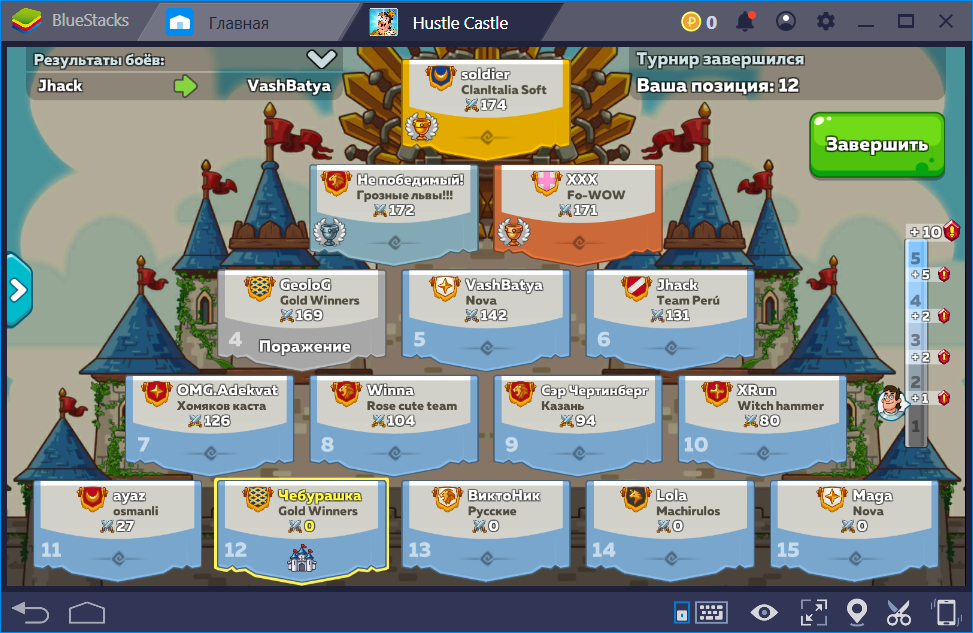 BlueStacks
Главная
Hustle Castle
0
Результаты боёв:
Jhack
VashBatya
Турнир завершился
Ваша позиция: 12
Завершить
soldier
ClanItalia Soft
174
Не победимый!
Грозные львы!!!
172
XXX
Fo-WOW
171
GeoloG
Gold Winners
169
4
Поражение
VashBatya
Nova
142
5
Jhack
Team Perú
131
6
OMG.Adekvat
Хомяков каста
126
7
Winna
Rose cute team
104
8
Сэр Чертинберг
Казань
94
9
XRun
Witch hammer
80
10
ayaz
osmanli
27
11
Чебурашка
Gold Winners
0
12
ВиктоНик
Русские
0
13
Lola
Machirulos
0
14
Maga
Nova
0
15
+10
5
+5
4
+2
3
+2
2
+1
1